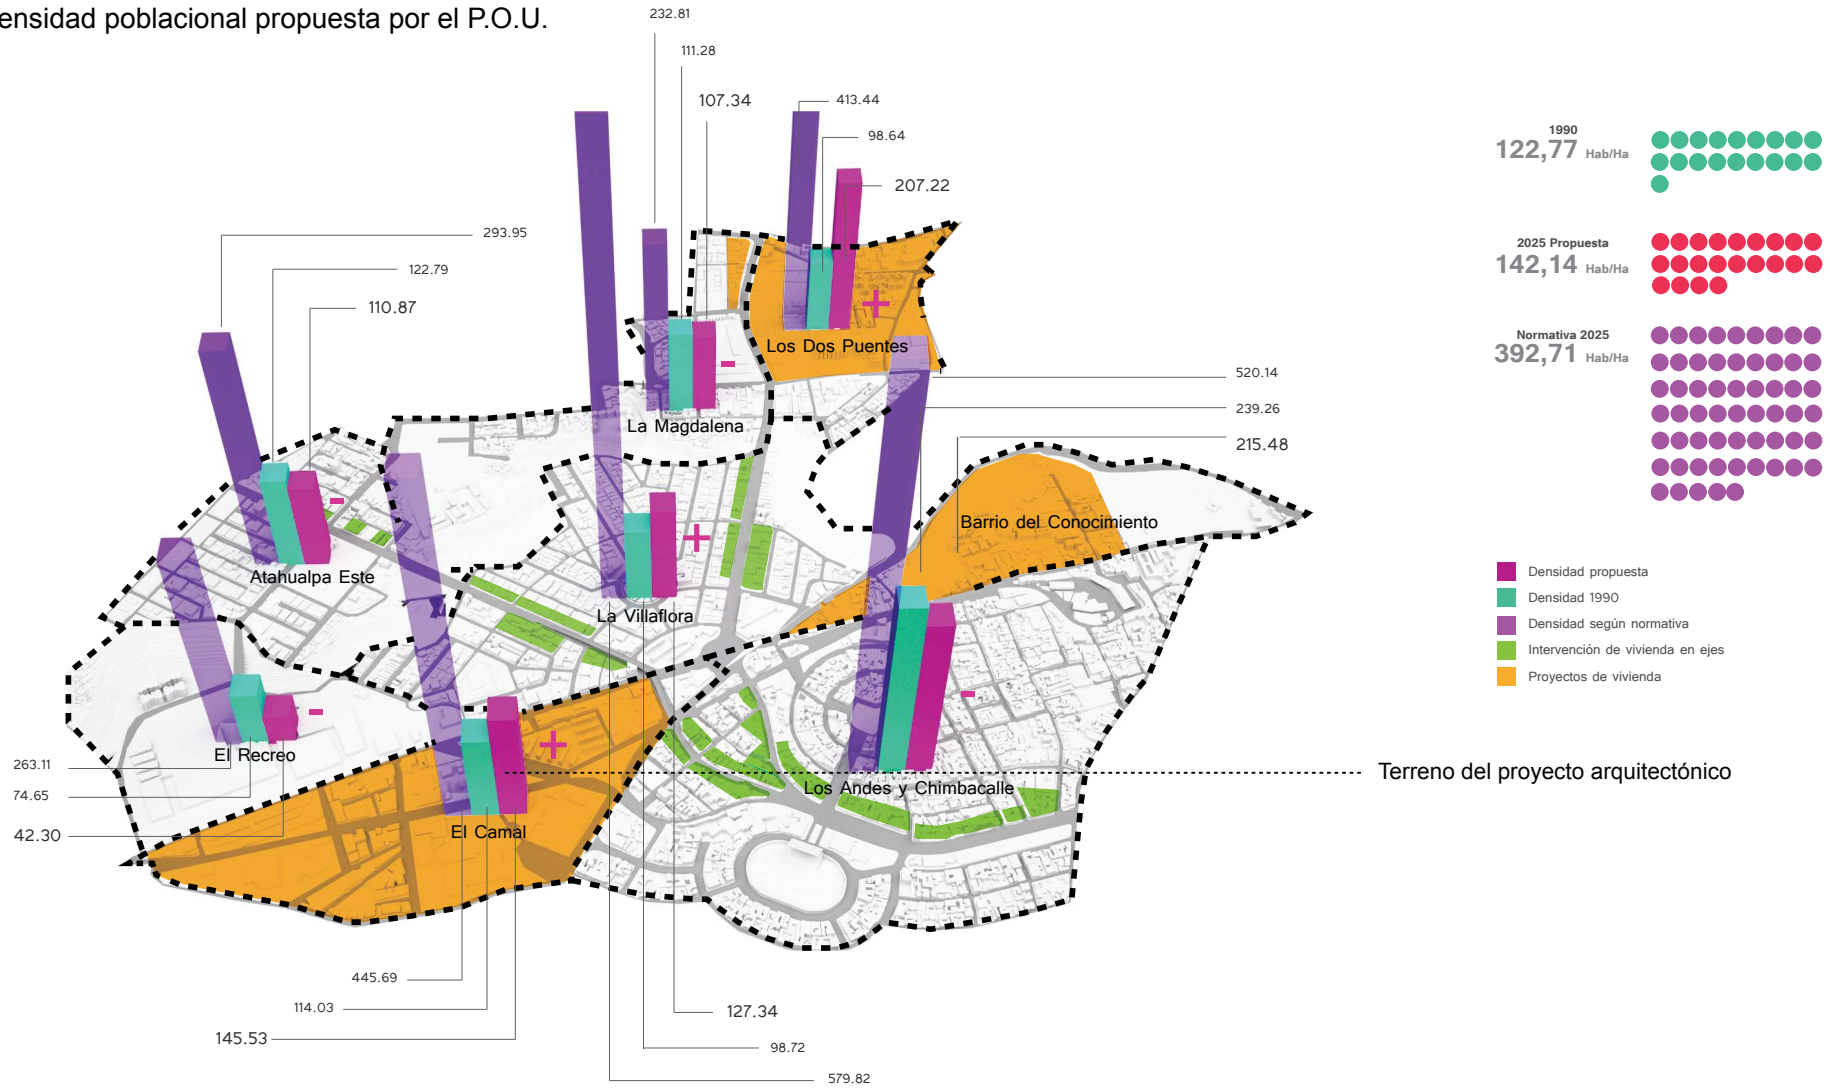 ensidad poblacional propuesta por el P.O.U.
232.81
111.28
107.34
413.44
98.64
207.22
293.95
122.79
110.87
Los Dos Puentes
La Magdalena
520.14
239.26
215.48
Barrio del Conocimiento
Atahualpa Este
La Villaflora
El Recreo
263.11
74.65
42.30
El Camal
Los Andes y Chimbacalle
Terreno del proyecto arquitectónico
445.69
114.03
145.53
127.34
98.72
579.82
1990
122,77 Hab/Ha
2025 Propuesta
142,14 Hab/Ha
Normativa 2025
392,71 Hab/Ha
Densidad propuesta
Densidad 1990
Densidad según normativa
Intervención de vivienda en ejes
Proyectos de vivienda